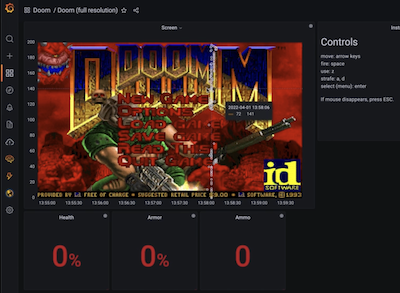 Doom / Doom (full resolution)
Screen
200
180
160
140
120
100
80
60
40
20
0
DOOM
New Game
Options
Load Game
Save Game
Read This!
Quit Game
2022-04-01 13:58:06
72 141
id
SOFTWARE
PROVIDED BY id FREE OF CHARGE * SUGGESTED RETAIL PRICE $9.00 * id SOFTWARE, ©1993
13:55:00 13:55:30 13:56:00 13:56:30 13:57:00 13:57:30 13:58:00 13:58:30 13:59:00 13:59:30
Inst
Controls
move: arrow keys
fire: space
use: z
strafe: a, d
select (menu): enter
If mouse disappears, press ESC.
Health
0%
Armor
0%
Ammo
0